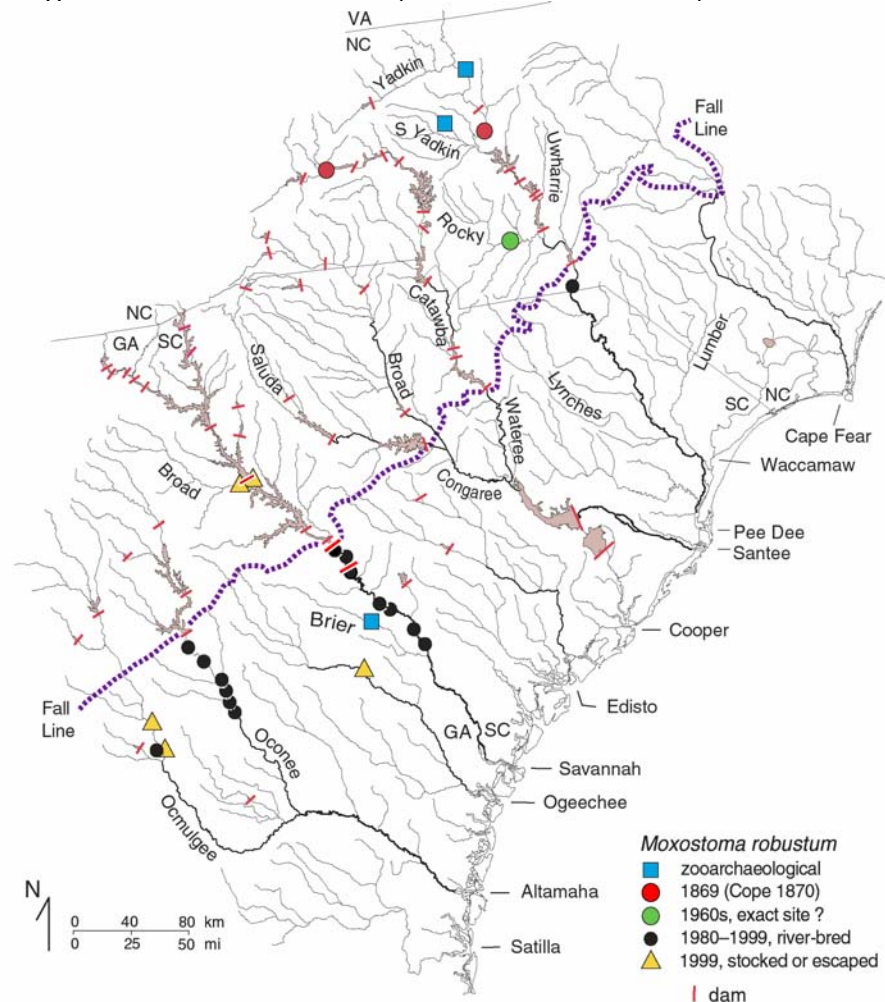 VA
NC
Yadkin
S Yadkin
Uwharrie
Fall
Line
Rocky
NC
GA
SC
Catawba
Saluda
Broad
Lumber
Lynches
Wateree
SC
NC
Cape Fear
Waccamaw
Broad
Congaree
Pee Dee
Santee
Brier
Cooper
Edisto
Fall
Line
GA
SC
Oconee
Savannah
Ogeechee
Ocmulgee
Altamaha
Satilla
N
0 40 80 km
0 25 50 mi
Moxostoma robustum
zooarchaeological
1869 (Cope 1870)
1960s, exact site ?
1980–1999, river-bred
1999, stocked or escaped
dam